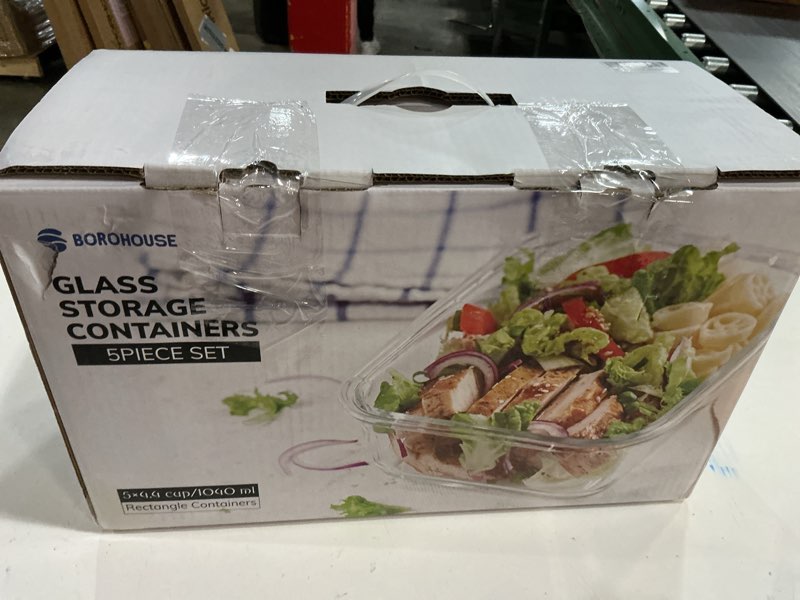 BOROHOUSE
GLASS
STORAGE
CONTAINERS
5PIECE SET
5×4.4 cup/1040 ml
Rectangle Containers